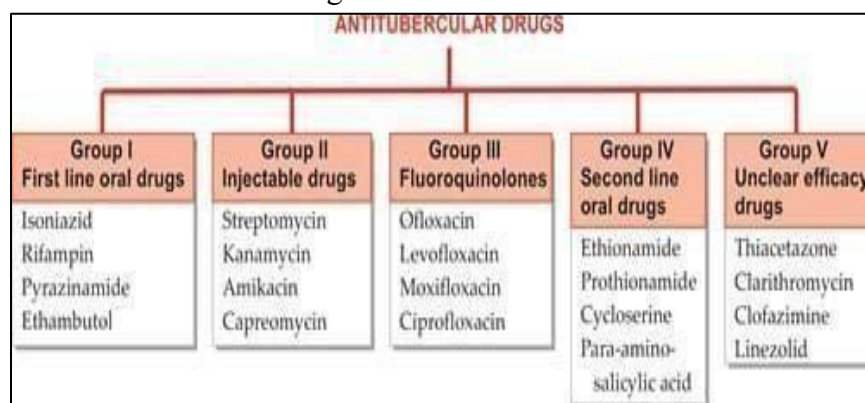 ANTITUBERCULAR DRUGS
Group I
First line oral drugs
Isoniazid
Rifampin
Pyrazinamide
Ethambutol
Group II
Injectable drugs
Streptomycin
Kanamycin
Amikacin
Capreomycin
Group III
Fluoroquinolones
Ofloxacin
Levofloxacin
Moxifloxacin
Ciprofloxacin
Group IV
Second line
oral drugs
Ethionamide
Prothionamide
Cycloserine
Para-amino-
salicylic acid
Group V
Unclear efficacy
drugs
Thiacetazone
Clarithromycin
Clofazimine
Linezolid